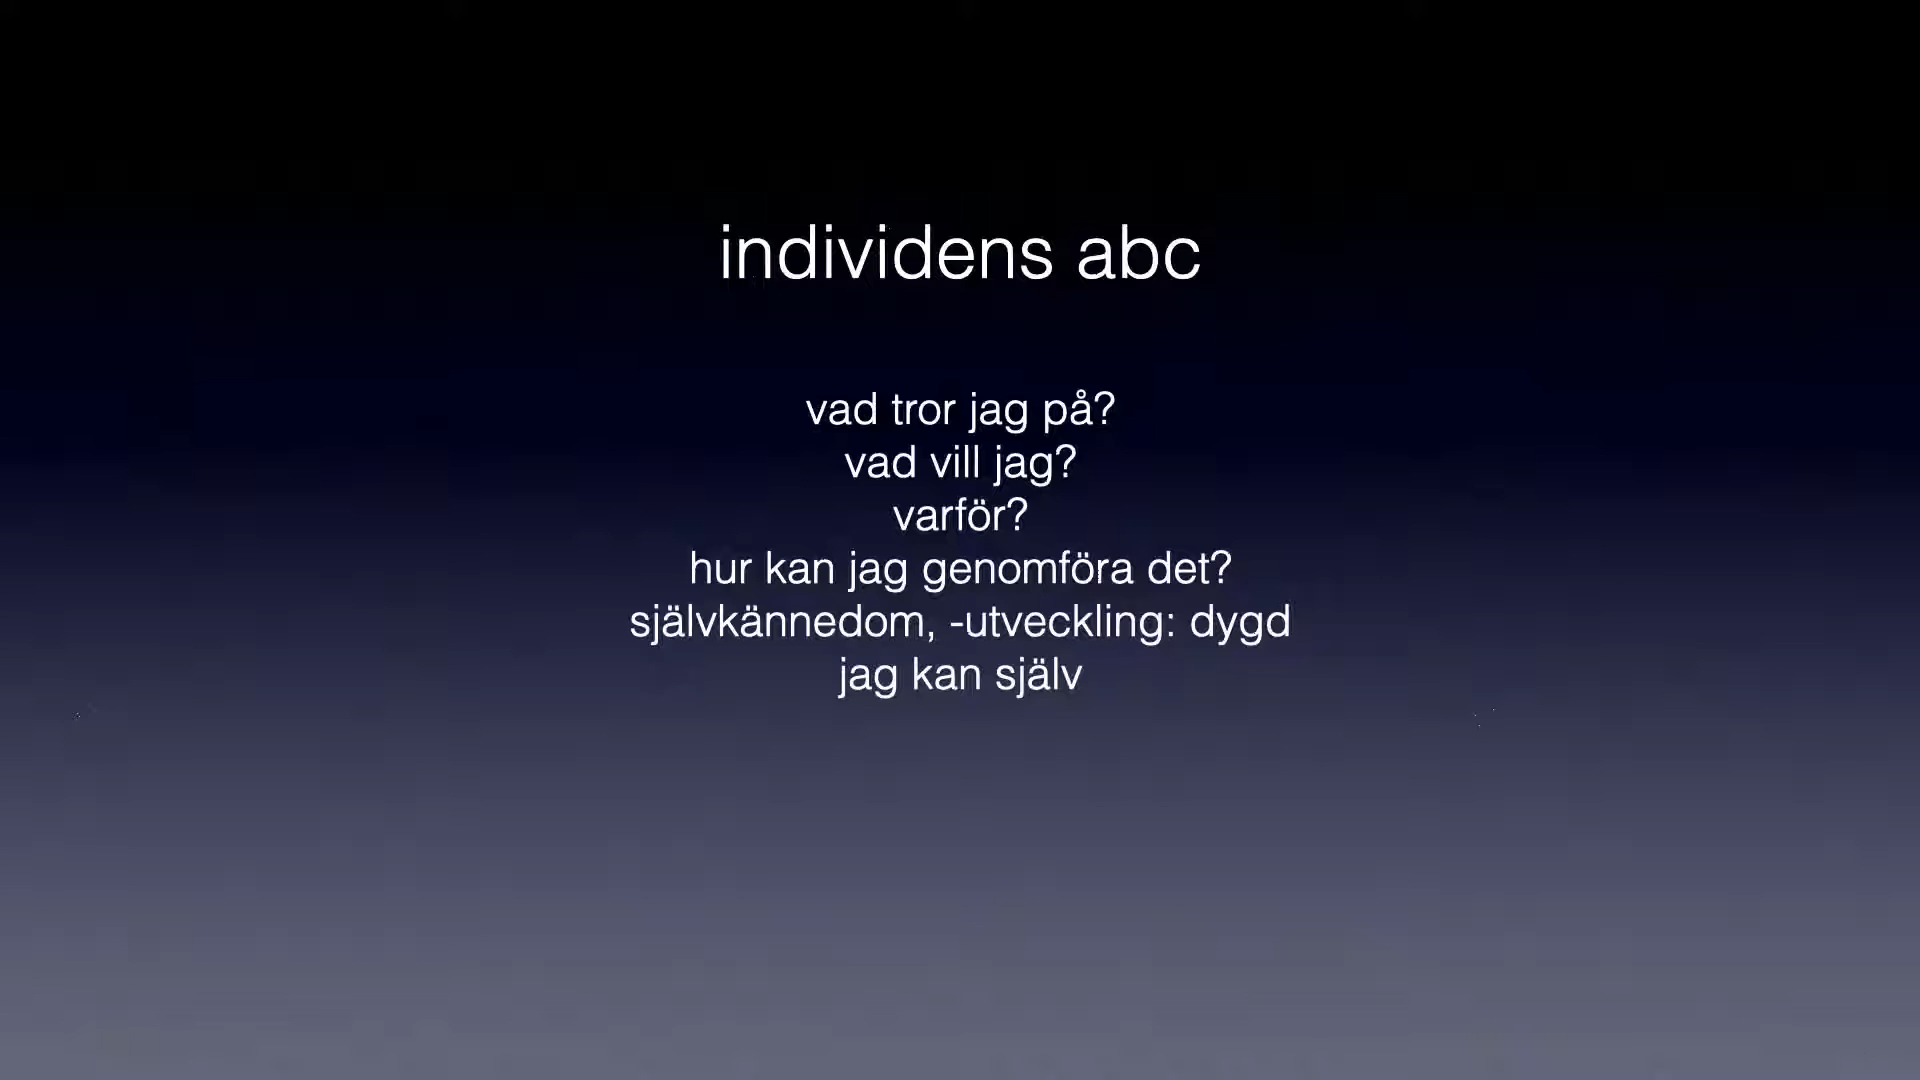 individens abc
vad tror jag på?
vad vill jag?
varför?
hur kan jag genomföra det?
självkännedom, -utveckling: dygd
jag kan själv